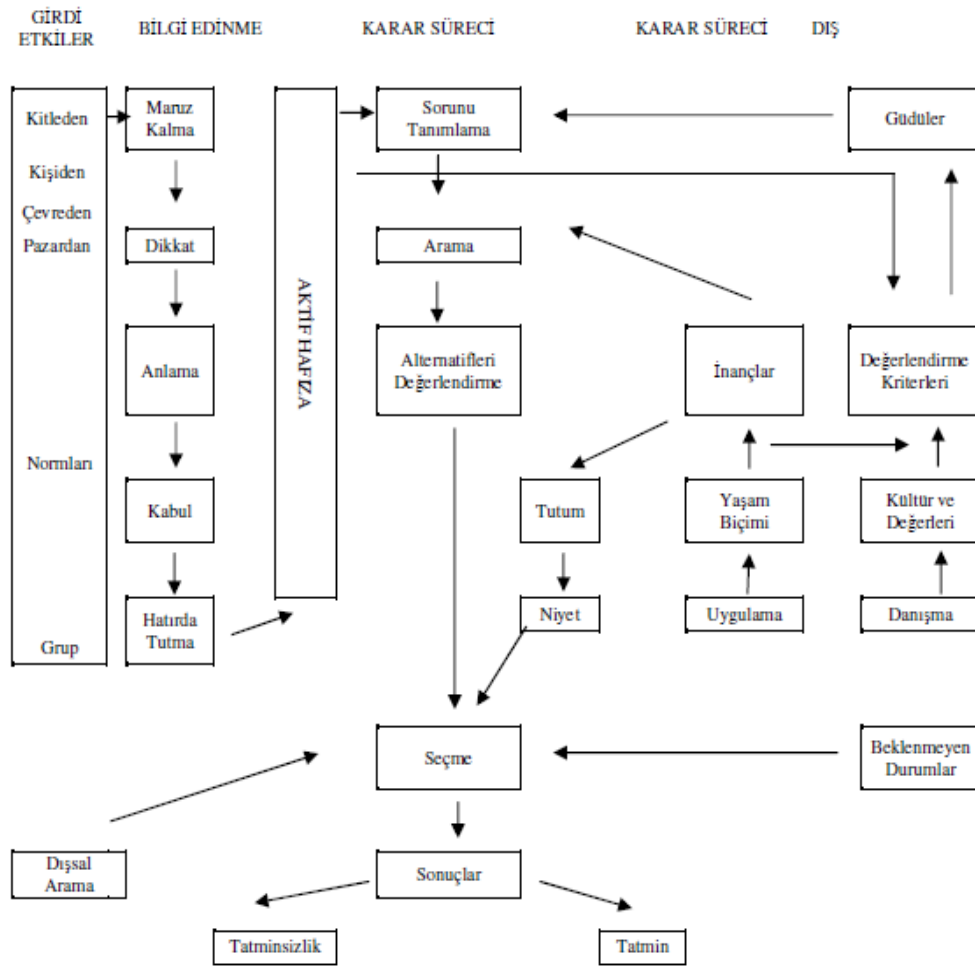 GİRDİ
ETKİLER
BİLGİ EDİNME
KARAR SÜRECİ
KARAR SÜRECİ
DIŞ
Kitleden
Kişiden
Çevreden
Pazardan
Normları
Grup
Maruz
Kalma
Dikkat
Anlama
Kabul
Hatırda
Tutma
AKTİF HAFIZA
Sorunu
Tanımlama
Arama
Alternatifleri
Değerlendirme
Güdüler
İnançlar
Değerlendirme
Kriterleri
Tutum
Yaşam
Biçimi
Kültür ve
Değerleri
Niyet
Uygulama
Danışma
Seçme
Beklenmeyen
Durumlar
Dışsal
Arama
Sonuçlar
Tatminsizlik
Tatmin